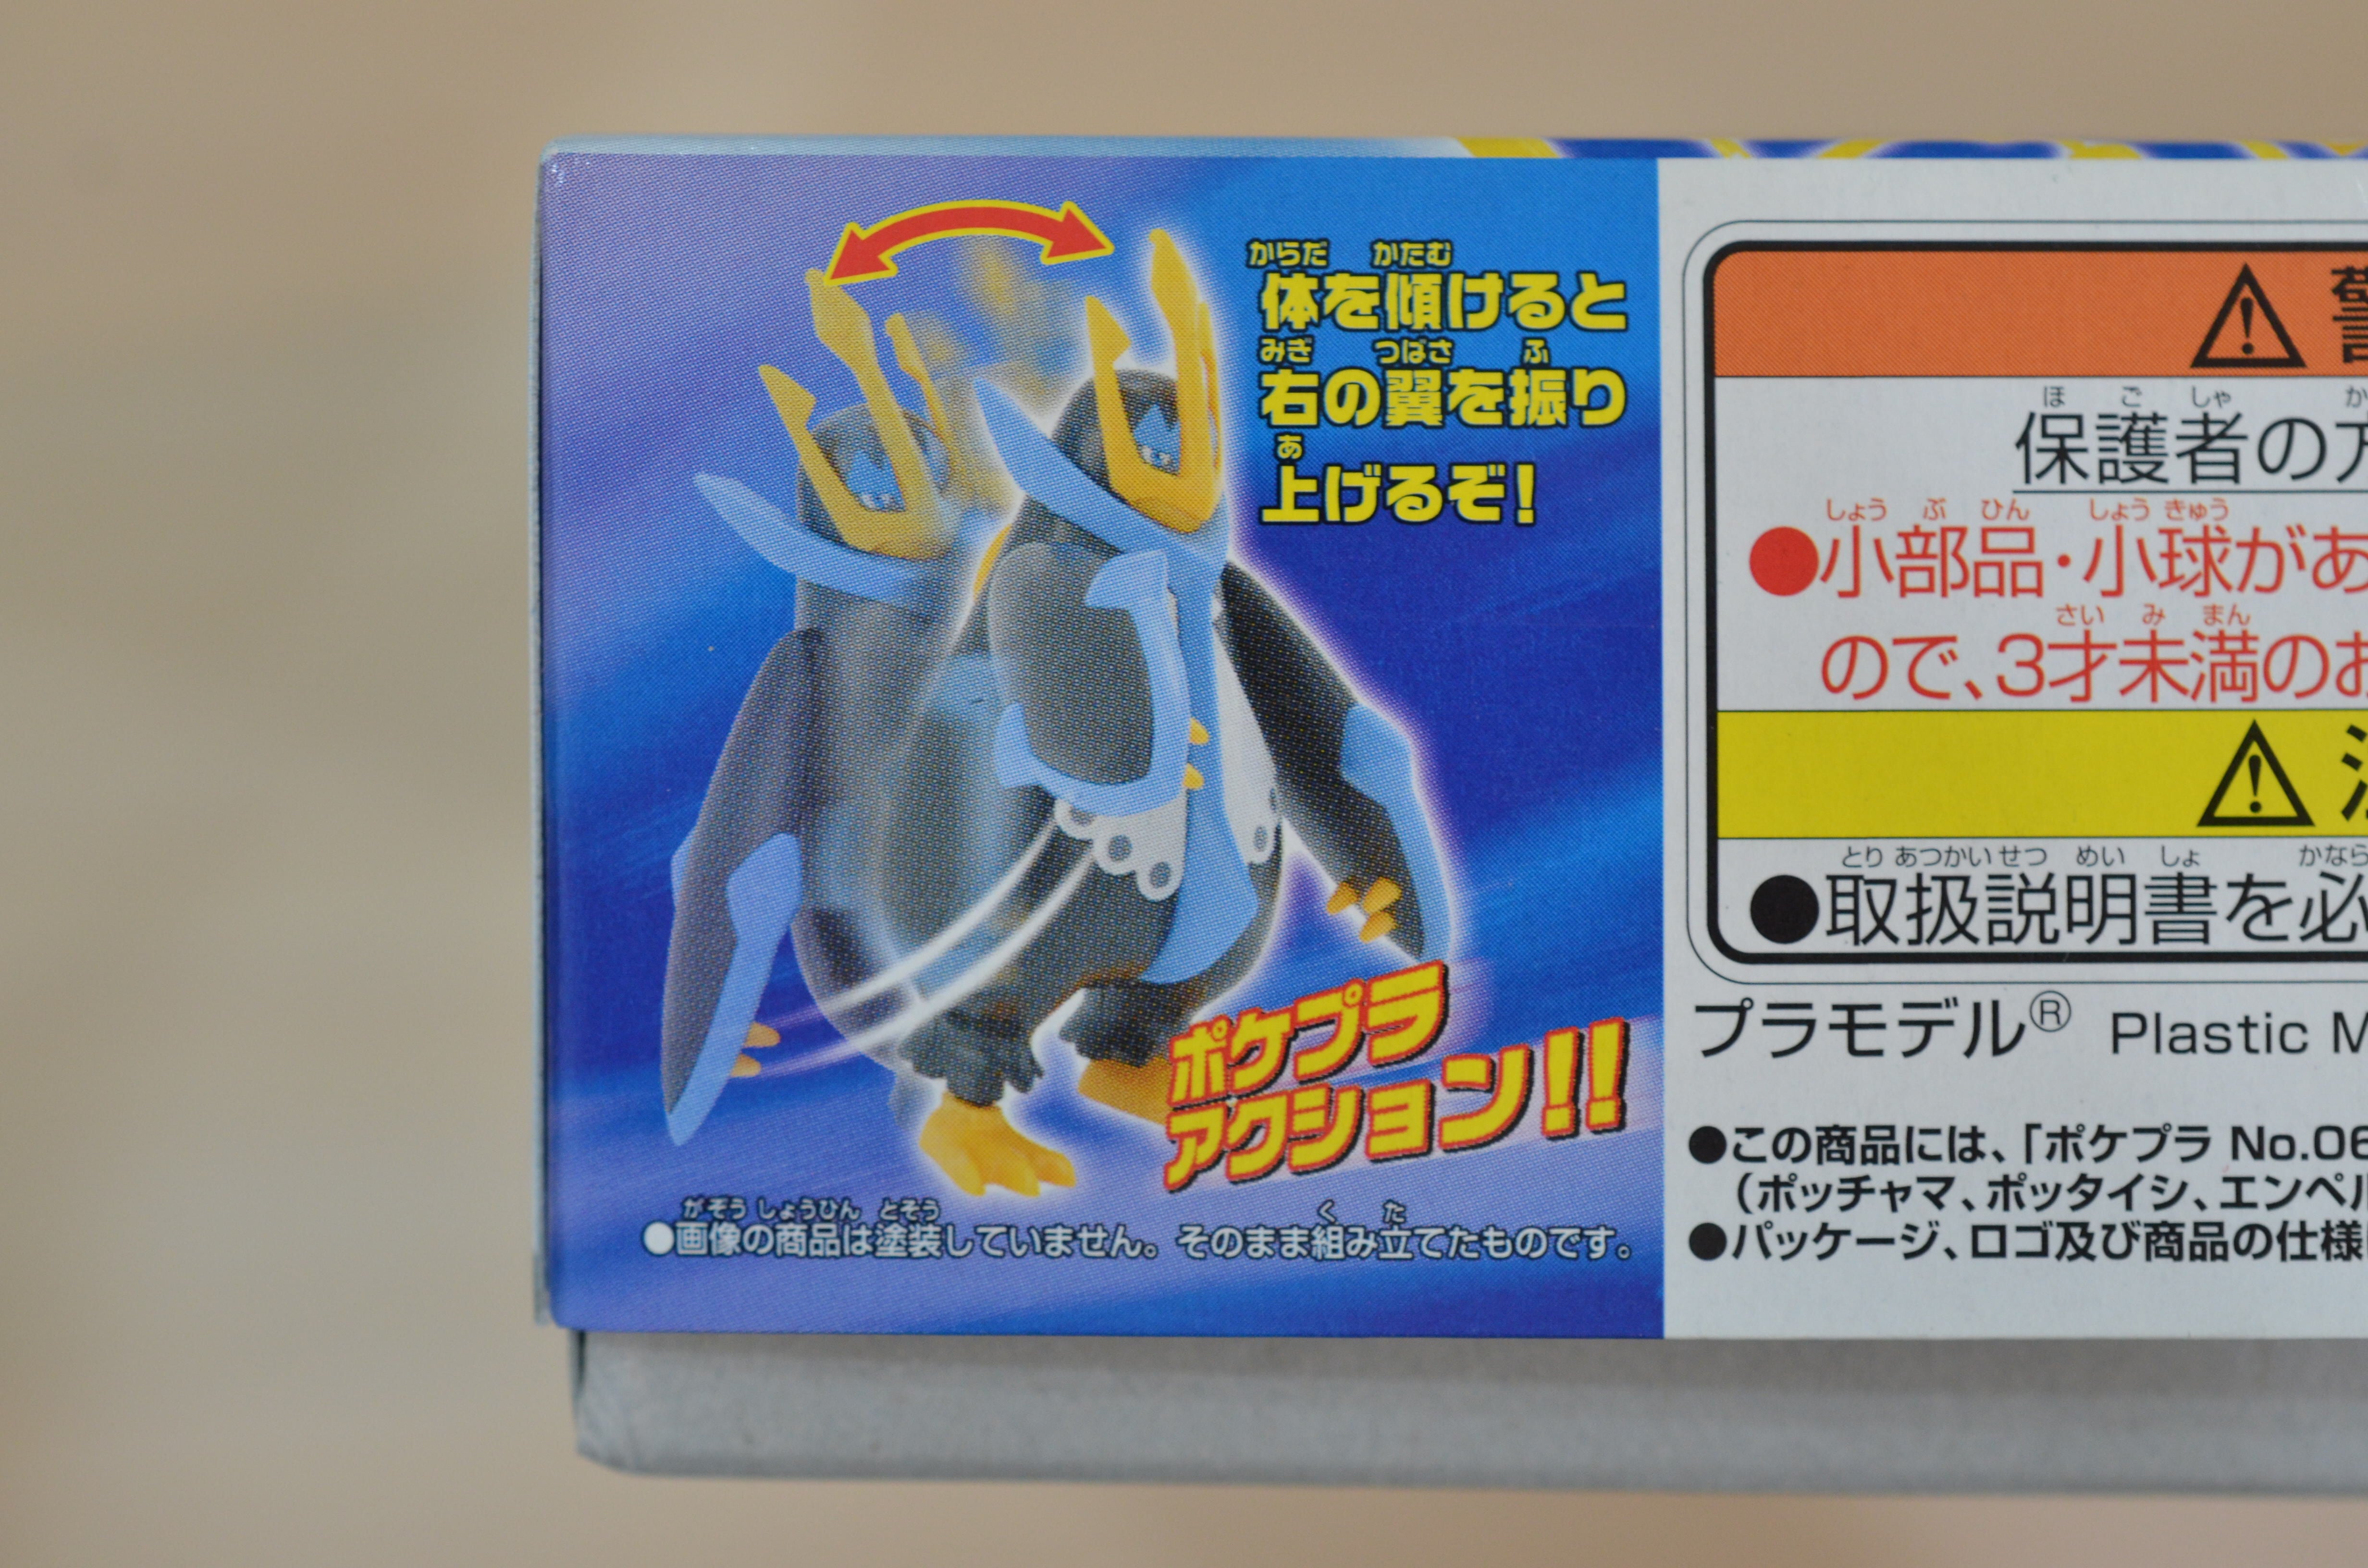 からだ かたむ
体を傾けると
みぎ つばさ ふ
右の翼を振り
あ
上げるぞ!
ポケプラ
アクション!!
がぞう しょうひん とそう く た
●画像の商品は塗装していません。そのまま組み立てたものです。
ほ ご しゃ
保護者の
しょう ぶ ひん しょう きゅう
●小部品・小球があ
さい み まん
ので、3才未満のお
とり あつかい せつ めい しょ かなら
●取扱説明書を必
プラモデル® Plastic M
●この商品には、「ポケプラ No.06
(ポッチャマ、ポッタイシ、エンペル
●パッケージ、ロゴ及び商品の仕様